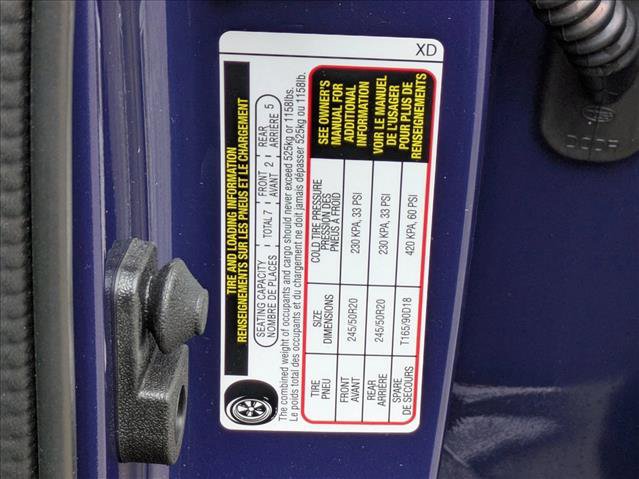 XD
TIRE AND LOADING INFORMATION
RENSEIGNEMENTS SUR LES PNEUS ET LE CHARGEMENT
SEATING CAPACITY | TOTAL 7 | FRONT 2 | REAR 5
NOMBRE DE PLACES | AVANT | ARRIÈRE
The combined weight of occupants and cargo should never exceed 525kg or 1158lbs.
Le poids total des occupants et du chargement ne doit jamais dépasser 525kg ou 1158lb.
TIRE SIZE COLD TIRE PRESSURE
PNEU DIMENSIONS PRESSION DES
PNEUS À FROID
FRONT 245/50R20 230 KPA, 33 PSI
AVANT
REAR 245/50R20 230 KPA, 33 PSI
ARRIÈRE
SPARE T165/90D18 420 KPA, 60 PSI
DE SECOURS
SEE OWNER'S
MANUAL FOR
ADDITIONAL
INFORMATION
VOIR LE MANUEL
DE L'USAGER
POUR PLUS DE
RENSEIGNEMENTS